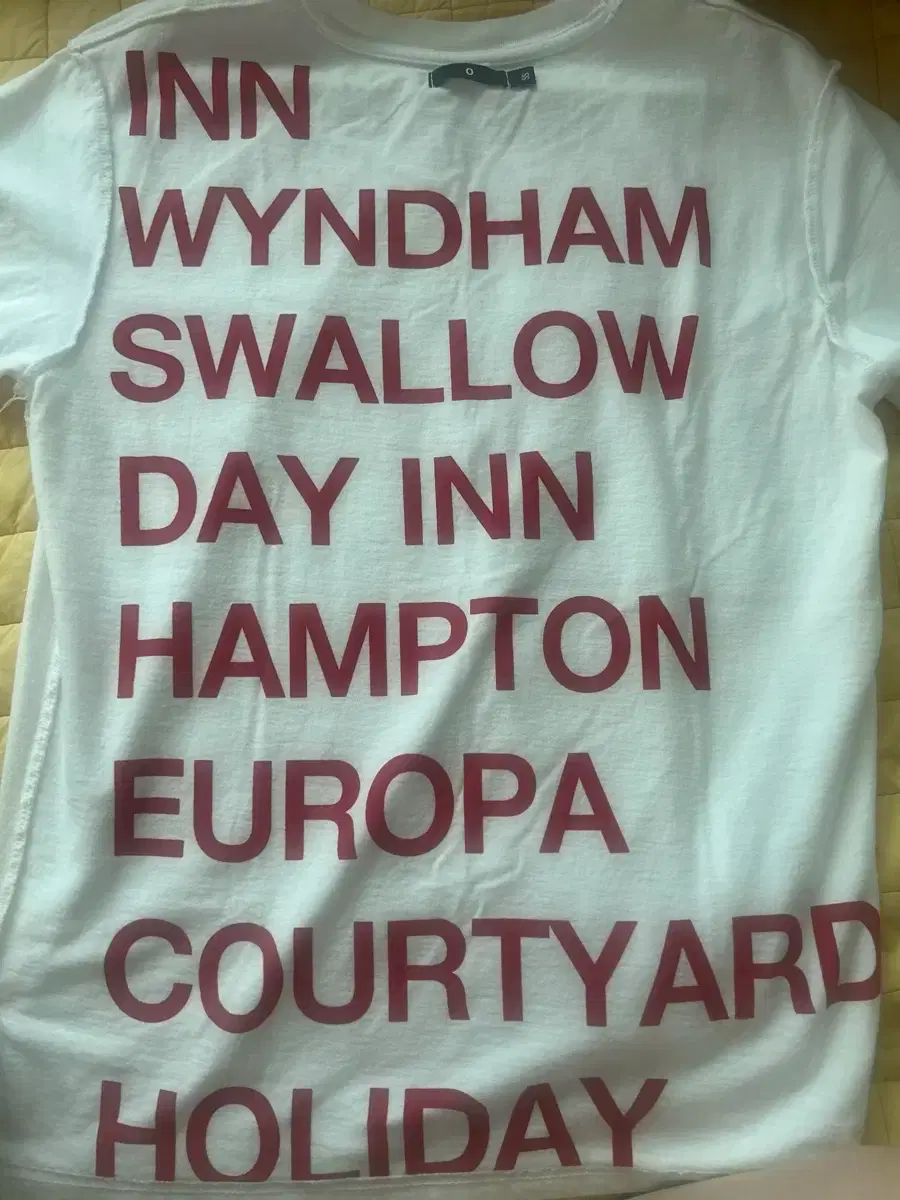 INN
WYNDHAM
SWALLOW
DAY INN
HAMPTON
EUROPA
COURTYARD
HOLIDAY